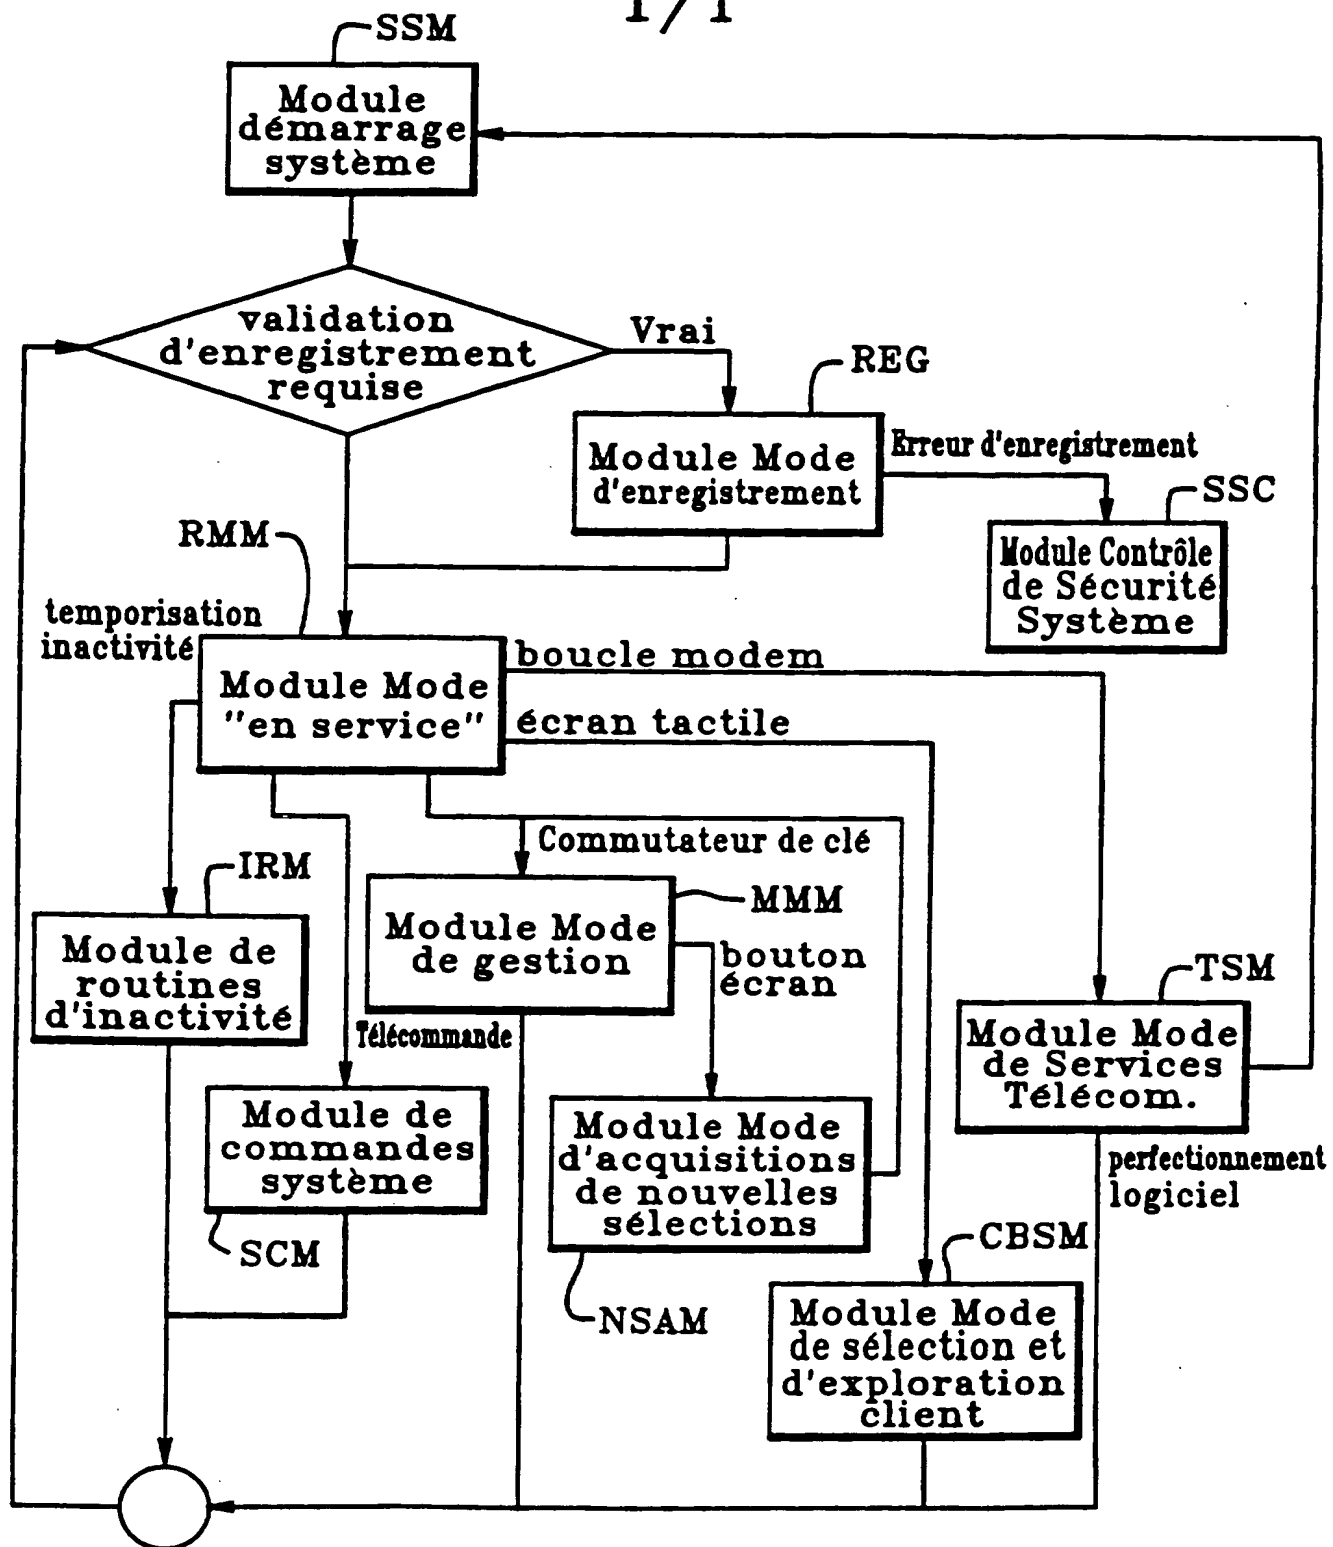 1/1
SSM
Module
démarrage
système
validation
d'enregistrement
requise
Vrai
REG
Module Mode
d'enregistrement
Erreur d'enregistrement
SSC
Module Contrôle
de Sécurité
Système
RMM
temporisation
inactivité
Module Mode
"en service"
boucle modem
écran tactile
Commutateur de clé
IRM
Module de
routines
d'inactivité
MMM
Module Mode
de gestion
bouton
écran
Télécommande
TSM
Module Mode
de Services
Télécom.
Module de
commandes
système
SCM
Module Mode
d'acquisitions
de nouvelles
sélections
NSAM
perfectionnement
logiciel
CBSM
Module Mode
de sélection et
d'exploration
client